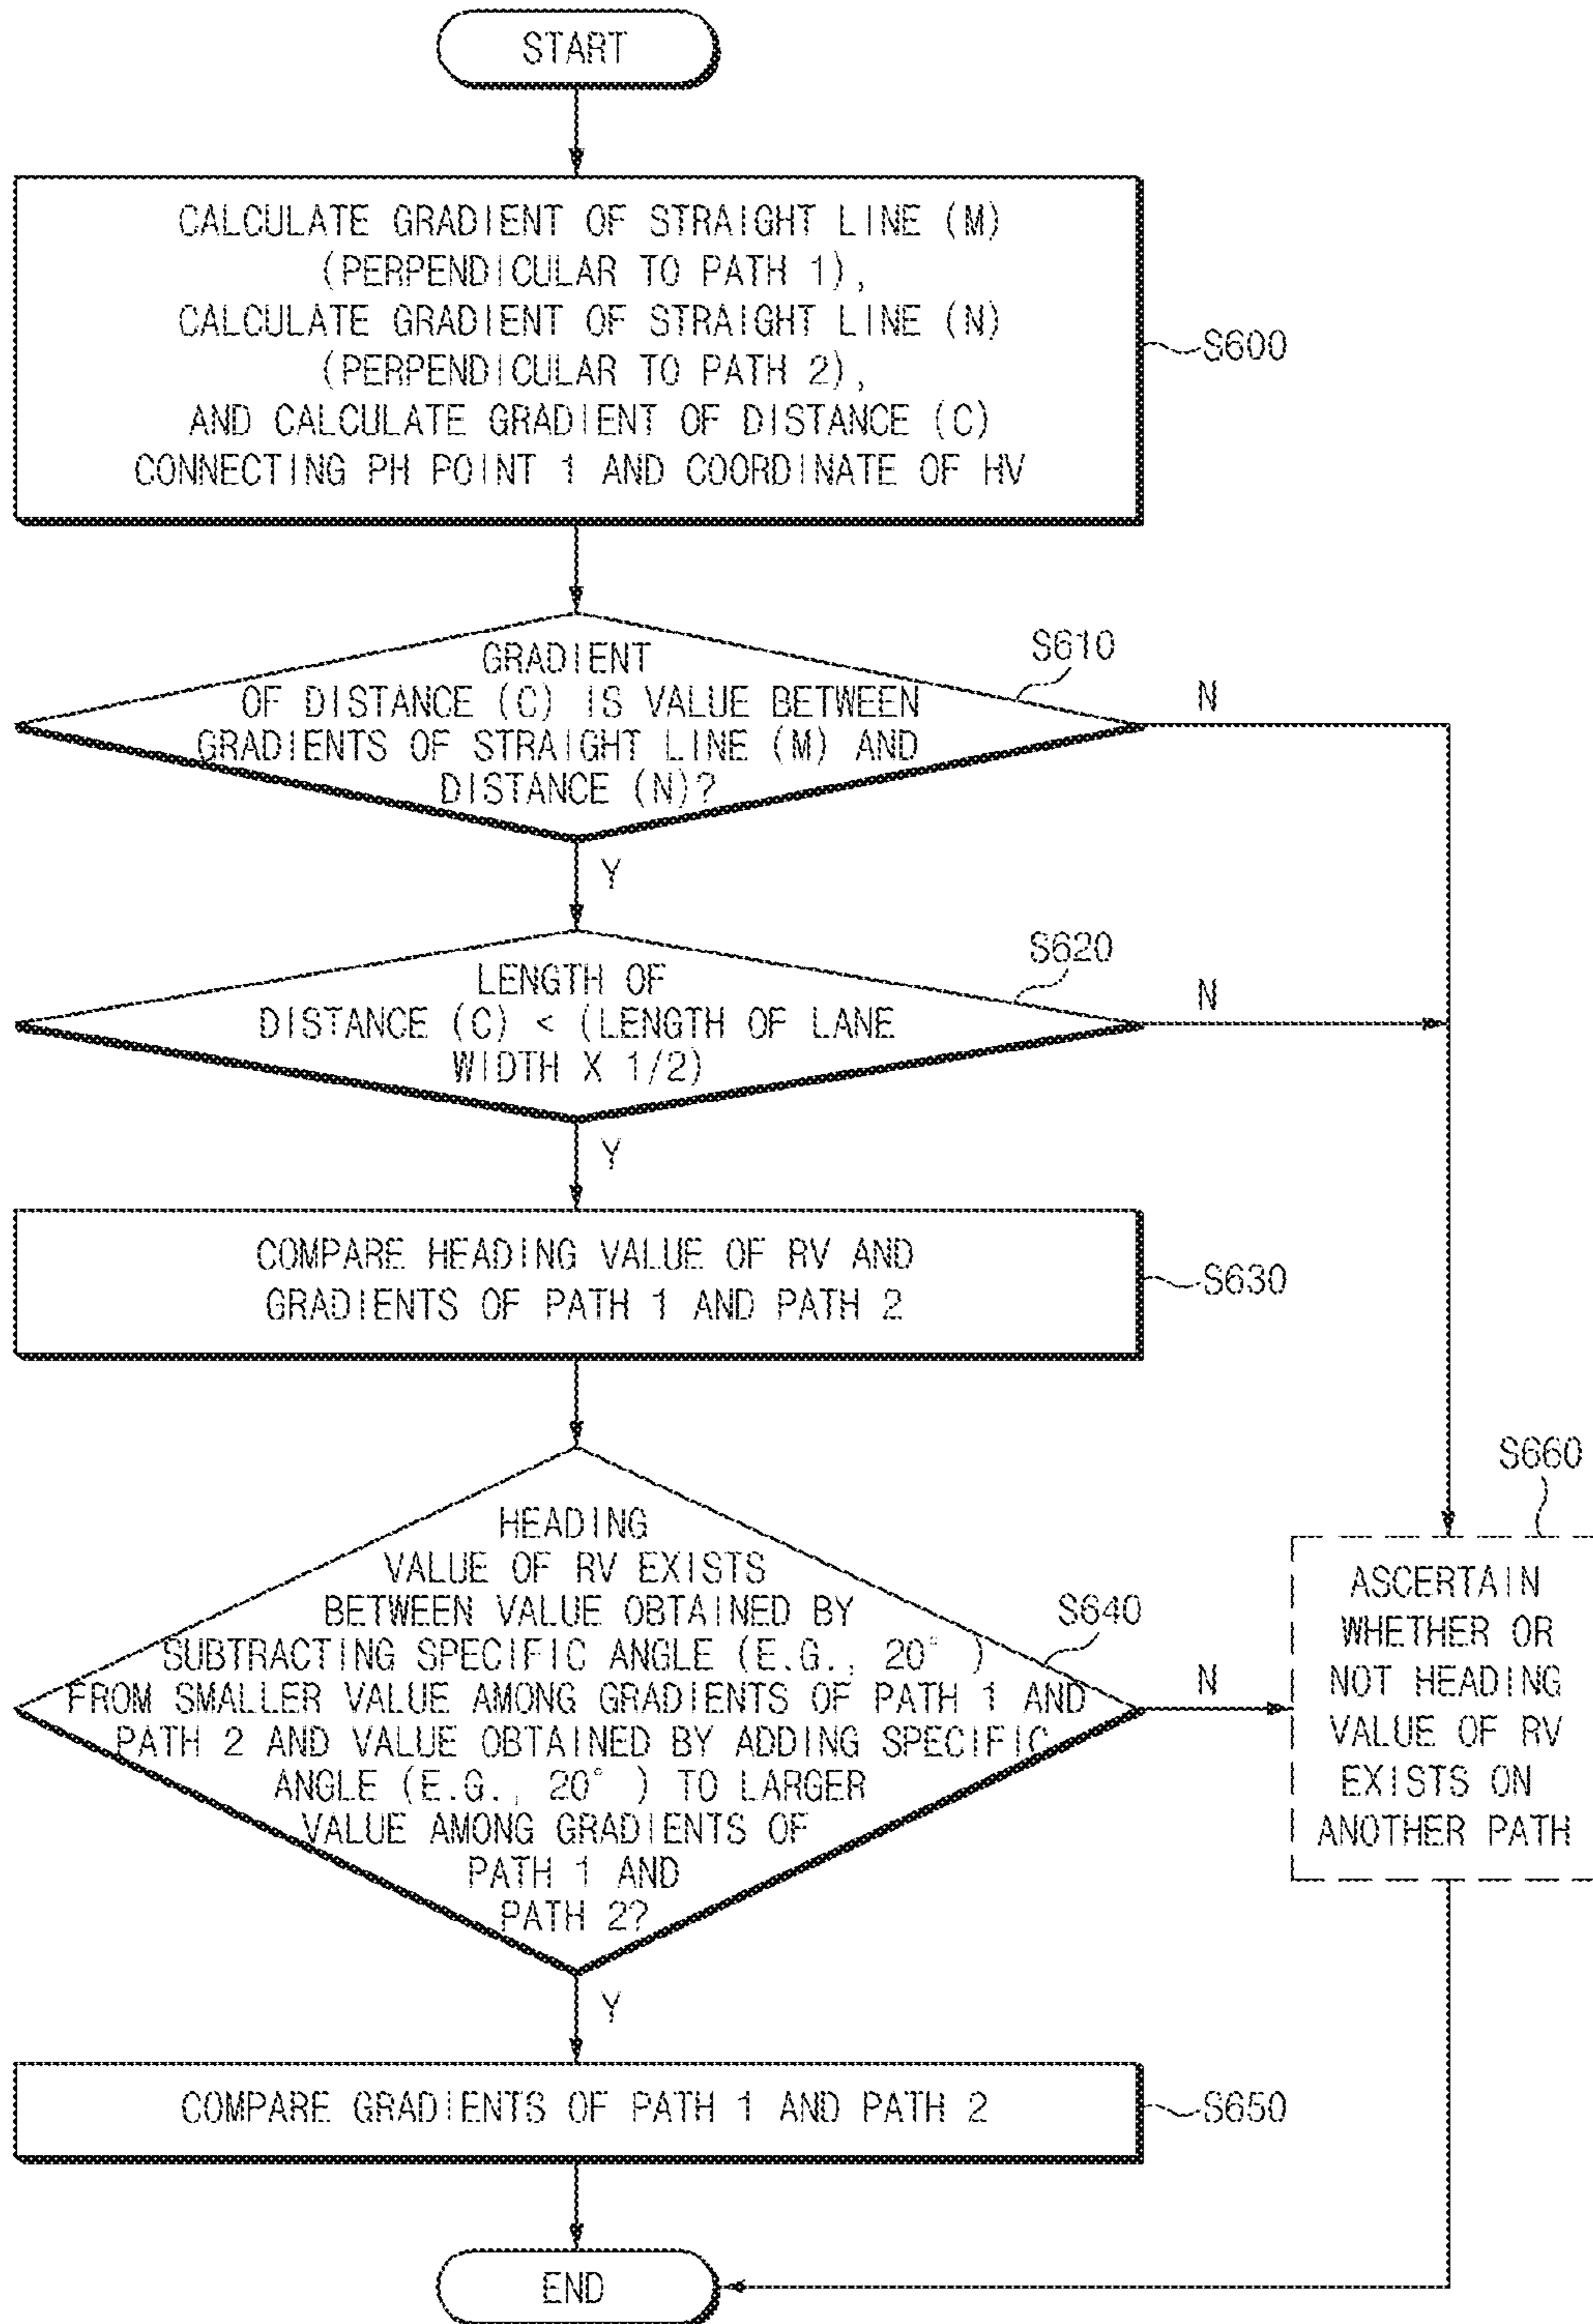 START
CALCULATE GRADIENT OF STRAIGHT LINE (M)
(PERPENDICULAR TO PATH 1),
CALCULATE GRADIENT OF STRAIGHT LINE (N)
(PERPENDICULAR TO PATH 2),
AND CALCULATE GRADIENT OF DISTANCE (C)
CONNECTING PH POINT 1 AND COORDINATE OF HV
S600
GRADIENT
OF DISTANCE (C) IS VALUE BETWEEN
GRADIENTS OF STRAIGHT LINE (M) AND
DISTANCE (N)?
S610
N
Y
LENGTH OF
DISTANCE (C) < (LENGTH OF LANE
WIDTH X 1/2)
S620
N
Y
COMPARE HEADING VALUE OF RV AND
GRADIENTS OF PATH 1 AND PATH 2
S630
HEADING
VALUE OF RV EXISTS
BETWEEN VALUE OBTAINED BY
SUBTRACTING SPECIFIC ANGLE (E.G., 20° )
FROM SMALLER VALUE AMONG GRADIENTS OF PATH 1 AND
PATH 2 AND VALUE OBTAINED BY ADDING SPECIFIC
ANGLE (E.G., 20° ) TO LARGER
VALUE AMONG GRADIENTS OF
PATH 1 AND
PATH 2?
S640
N
Y
S660
ASCERTAIN
WHETHER OR
NOT HEADING
VALUE OF RV
EXISTS ON
ANOTHER PATH
COMPARE GRADIENTS OF PATH 1 AND PATH 2
S650
END